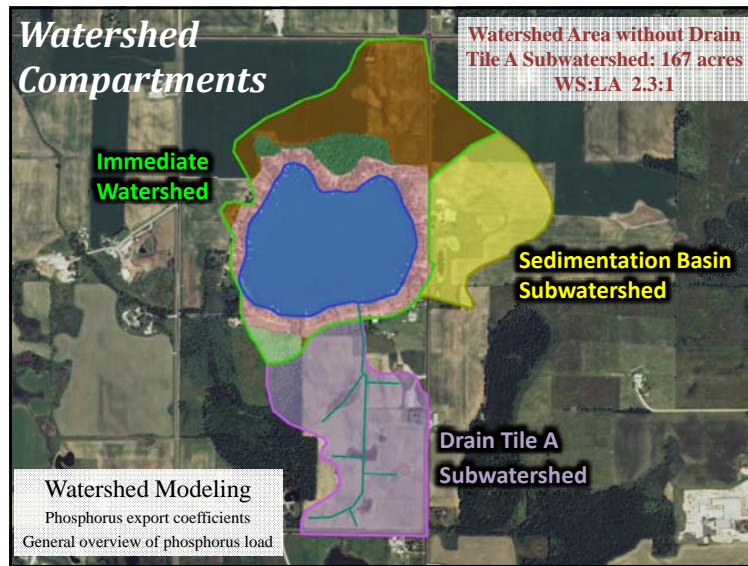 Watershed
Compartments
Watershed Area without Drain
Tile A Subwatershed: 167 acres
WS:LA 2.3:1
Immediate
Watershed
Sedimentation Basin
Subwatershed
Drain Tile A
Subwatershed
Watershed Modeling
Phosphorus export coefficients
General overview of phosphorus load